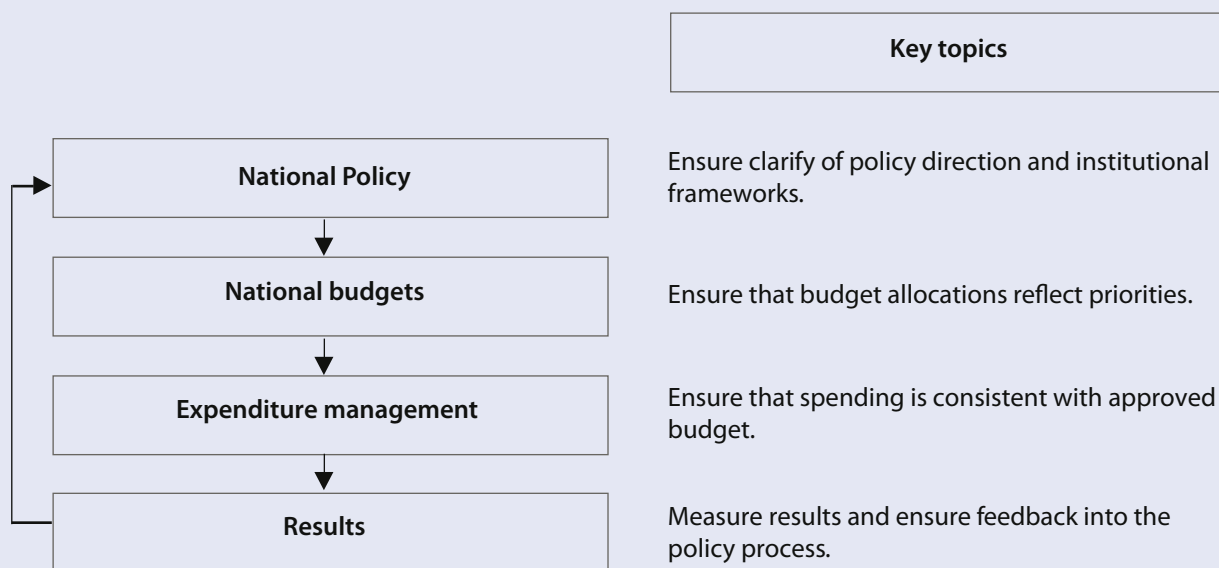 Key topics
National Policy
Ensure clarify of policy direction and institutional
frameworks.
National budgets
Ensure that budget allocations reflect priorities.
Expenditure management
Ensure that spending is consistent with approved
budget.
Results
Measure results and ensure feedback into the
policy process.